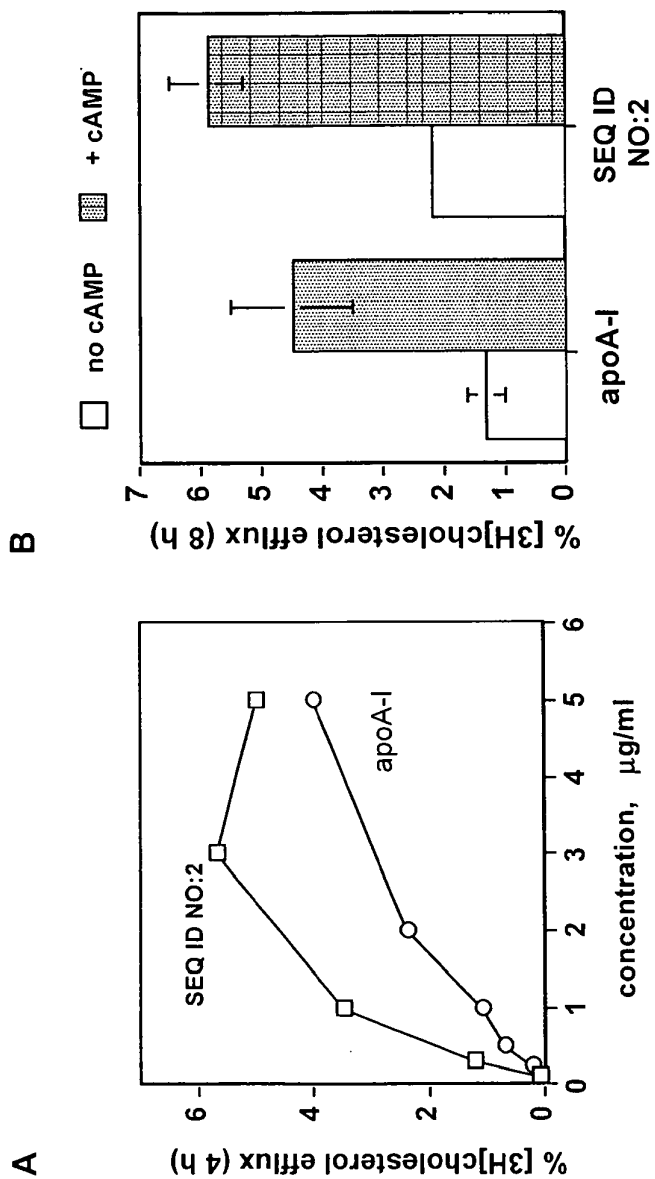 A
% [3H]cholesterol efflux (4 h)
6
4
2
0
0 1 2 3 4 5 6
concentration, µg/ml
SEQ ID NO:2
apoA-I
B
no cAMP + cAMP
% [3H]cholesterol efflux (8 h)
7
6
5
4
3
2
1
0
apoA-I
SEQ ID
NO:2